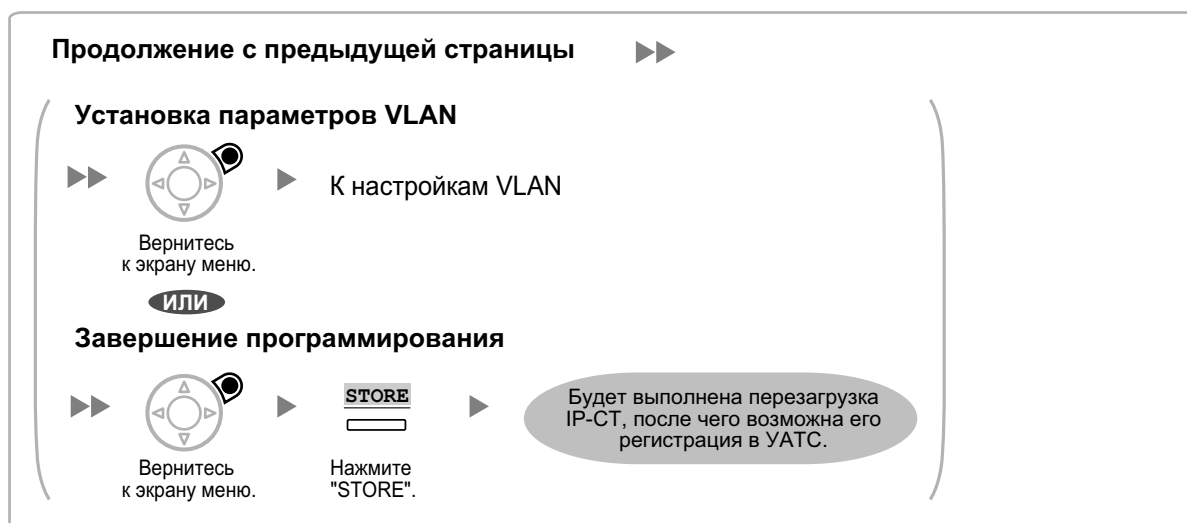 Продолжение с предыдущей страницы
Установка параметров VLAN
К настройкам VLAN
Вернитесь
к экрану меню.
ИЛИ
Завершение программирования
Вернитесь
к экрану меню.
STORE
Нажмите
"STORE".
Будет выполнена перезагрузка
IP-СТ, после чего возможна его
регистрация в УАТС.